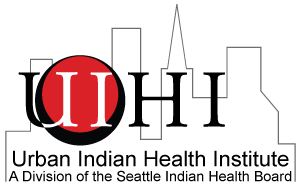 UIHI
Urban Indian Health Institute
A Division of the Seattle Indian Health Board